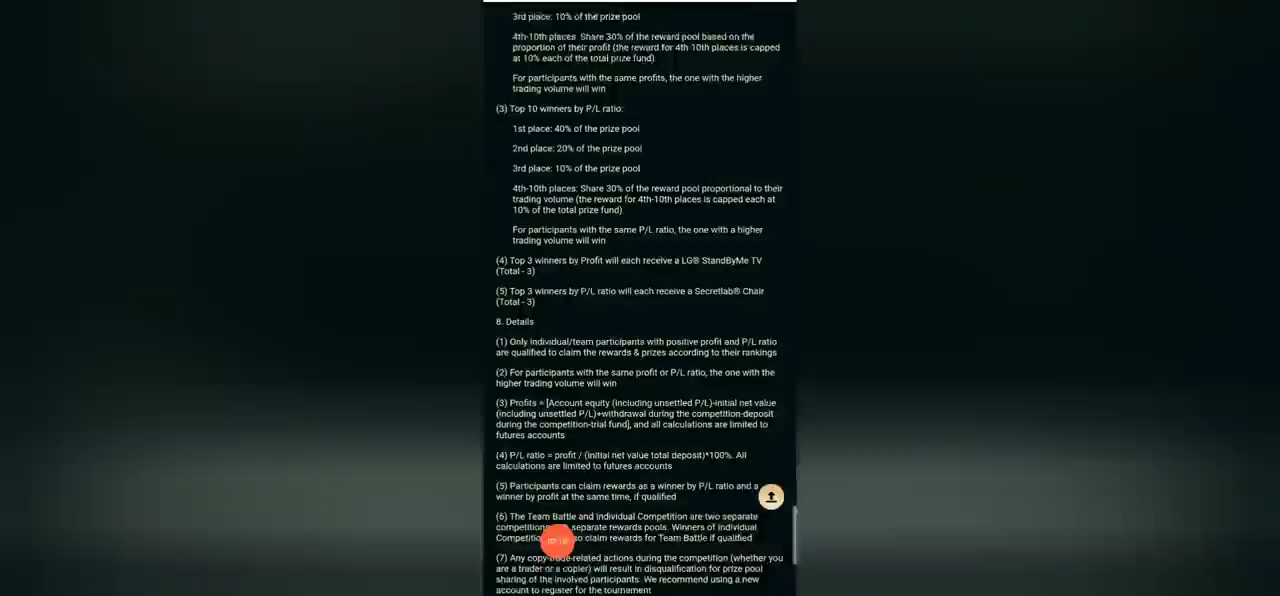 3rd place: 10% of the prize pool
4th-10th places: Share 30% of the reward pool based on the
proportion of their profit (the reward for 4th-10th places is capped
at 10% each of the total prize fund)
For participants with the same profits, the one with the higher
trading volume will win
(3) Top 10 winners by P/L ratio:
1st place: 40% of the prize pool
2nd place: 20% of the prize pool
3rd place: 10% of the prize pool
4th-10th places: Share 30% of the reward pool proportional to their
trading volume (the reward for 4th-10th places is capped each at
10% of the total prize fund)
For participants with the same P/L ratio, the one with a higher
trading volume will win
(4) Top 3 winners by Profit will each receive a LG® StandByMe TV
(Total - 3)
(5) Top 3 winners by P/L ratio will each receive a Secretlab® Chair
(Total - 3)
8. Details
(1) Only individual/team participants with positive profit and P/L ratio
are qualified to claim the rewards & prizes according to their rankings
(2) For participants with the same profit or P/L ratio, the one with the
higher trading volume will win
(3) Profits = [Account equity (including unsettled P/L)-initial net value
(including unsettled P/L)+withdrawal during the competition-deposit
during the competition-trial fund], and all calculations are limited to
futures accounts
(4) P/L ratio = profit / (initial net value total deposit)*100%. All
calculations are limited to futures accounts
(5) Participants can claim rewards as a winner by P/L ratio and a
winner by profit at the same time, if qualified
(6) The Team Battle and Individual Competition are two separate
separate rewards pools. Winners of Individual
claim rewards for Team Battle if qualified
(7) Any copy-trade-related actions during the competition (whether you
are a trader or a copier) will result in disqualification for prize pool
sharing of the involved participants. We recommend using a new
account to register for the tournament